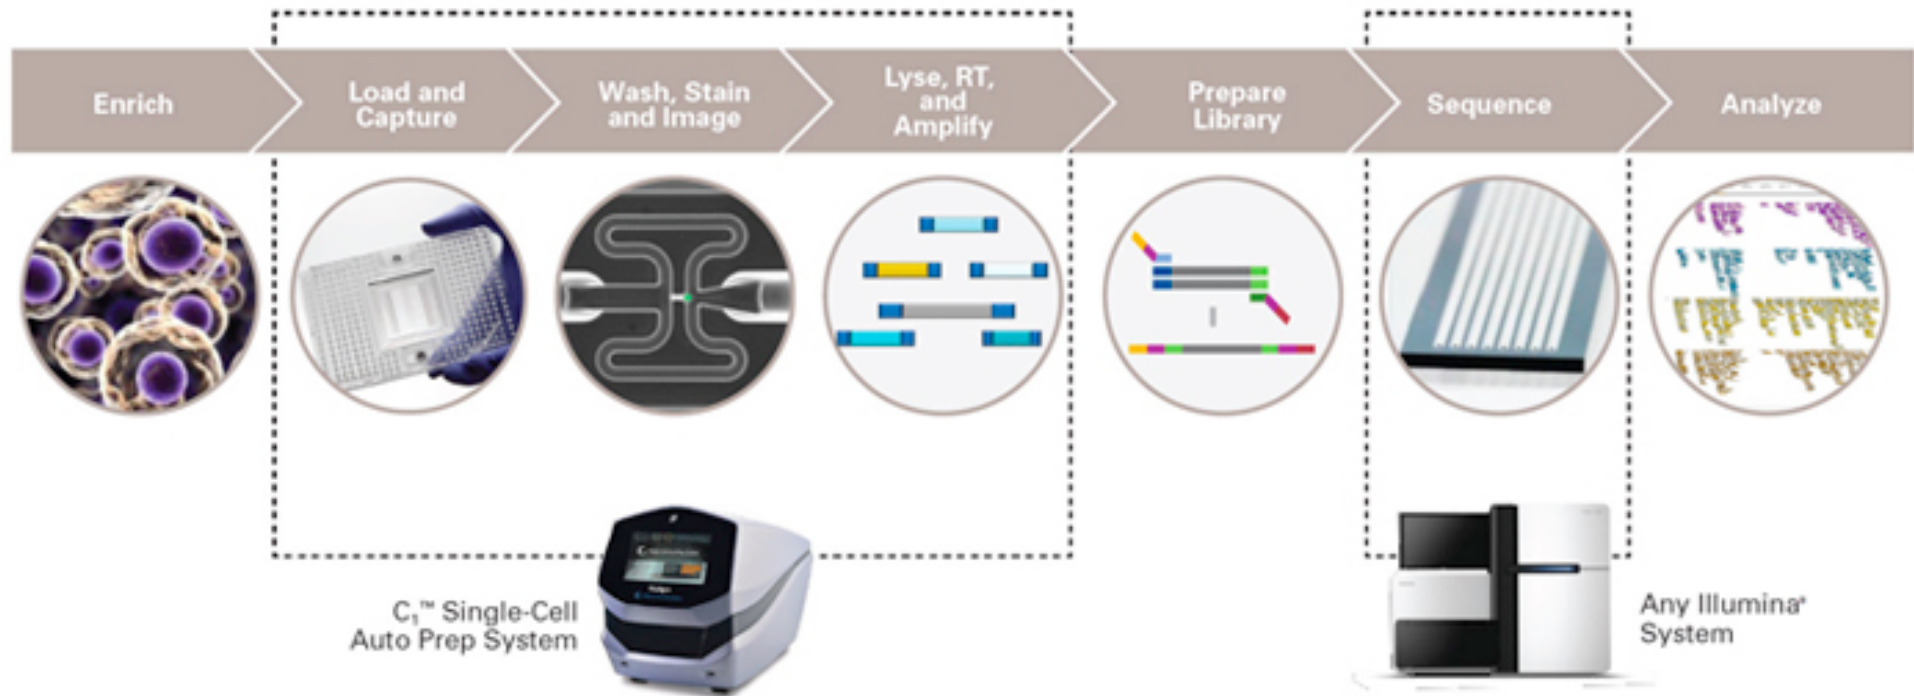 Enrich
Load and
Capture
Wash, Stain
and Image
Lyse, RT,
and
Amplify
Prepare
Library
Sequence
Analyze
C₁™ Single-Cell
Auto Prep System
Any Illumina®
System